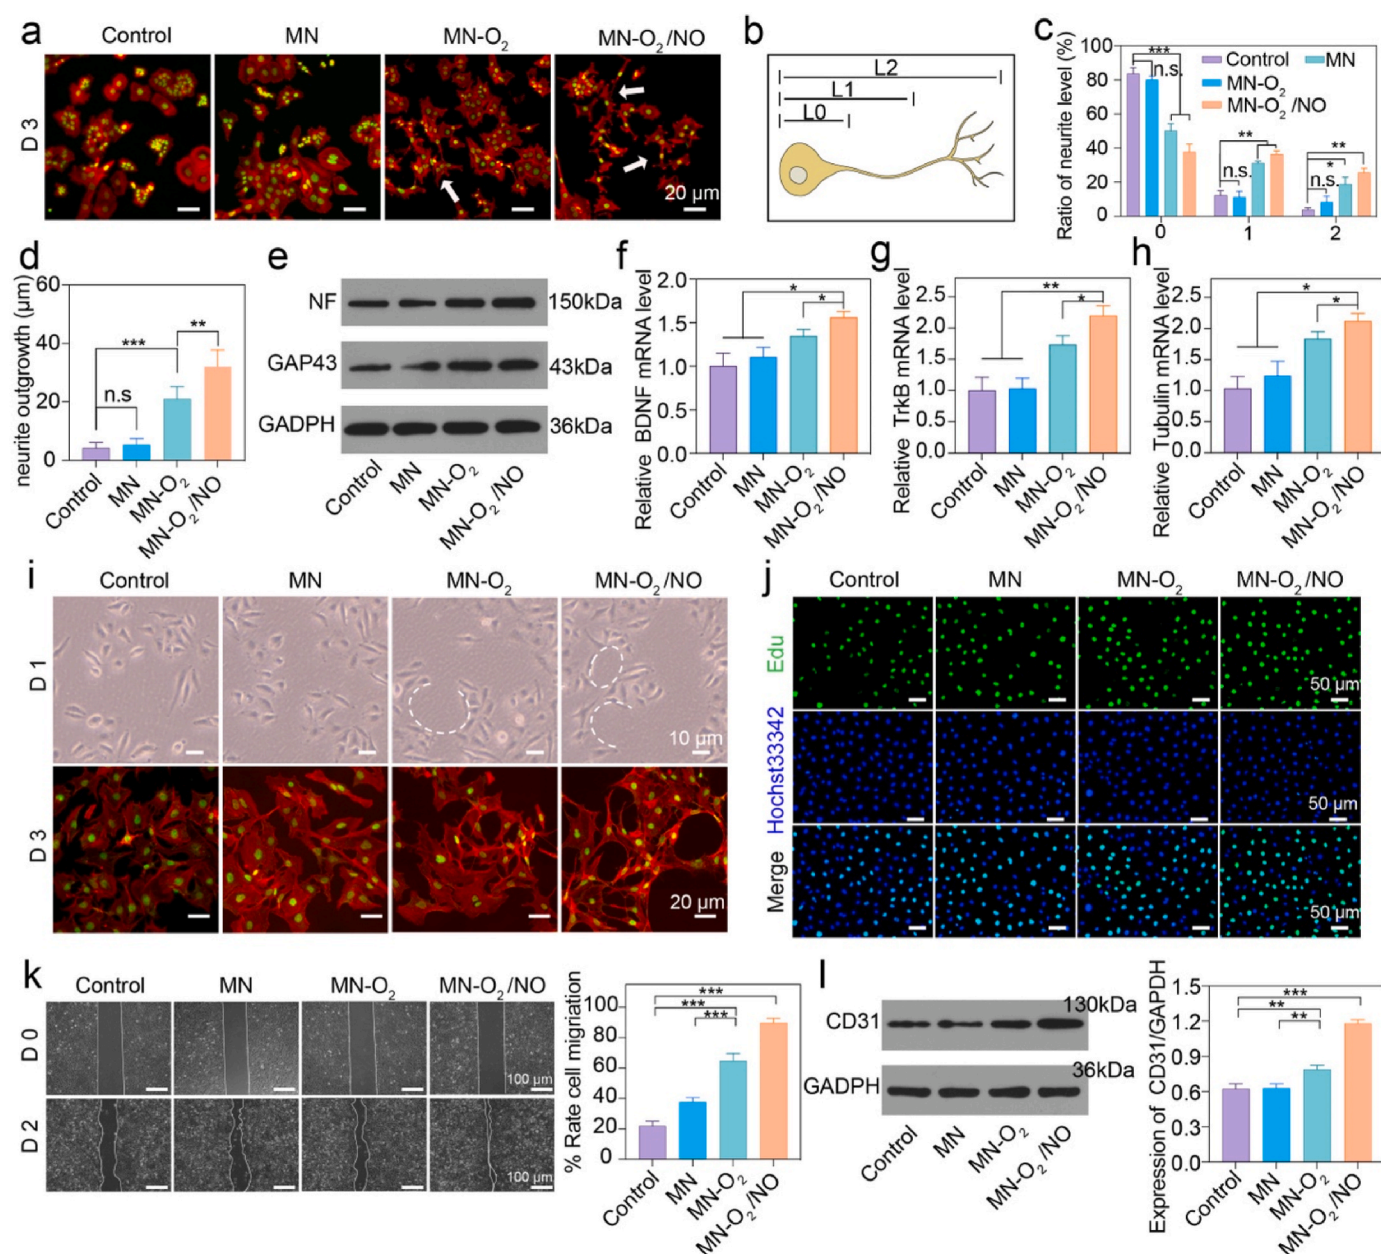 a
Control
MN
MN-O2
MN-O2/NO
D 3
20 μm
b
L2
L1
L0
c
Ratio of neurite level (%)
100
80
60
40
20
0
***
n.s.
**
n.s.
**
*
n.s.
Control
MN
MN-O2
MN-O2 /NO
0
1
2
d
neurite outgrowth (μm)
60
40
20
0
***
**
n.s
Control
MN
MN-O2
MN-O2/NO
e
NF
150kDa
GAP43
43kDa
GADPH
36kDa
Control
MN
MN-O2
MN-O2/NO
f
Relative BDNF mRNA level
2.0
1.5
1.0
0.5
0.0
*
*
Control
MN
MN-O2
MN-O2/NO
g
Relative TrkB mRNA level
2.5
2.0
1.5
1.0
0.5
0.0
**
*
Control
MN
MN-O2
MN-O2/NO
h
Relative Tubulin mRNA level
2.5
2.0
1.5
1.0
0.5
0.0
*
*
Control
MN
MN-O2
MN-O2/NO
i
Control
MN
MN-O2
MN-O2/NO
D 1
10 μm
D 3
20 μm
j
Control
MN
MN-O2
MN-O2/NO
Edu
50 μm
Hochst33342
50 μm
Merge
50 μm
k
Control
MN
MN-O2
MN-O2/NO
D 0
100 μm
D 2
100 μm
% Rate cell migriation
100
80
60
40
20
0
***
***
***
Control
MN
MN-O2
MN-O2/NO
l
CD31
130kDa
GADPH
36kDa
Control
MN
MN-O2
MN-O2/NO
Expression of CD31/GAPDH
1.5
1.2
0.9
0.6
0.3
0.0
***
**
**
Control
MN
MN-O2
MN-O2/NO